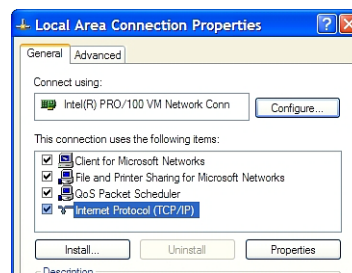 Local Area Connection Properties
General Advanced
Connect using:
Intel(R) PRO/100 VM Network Conn Configure...
This connection uses the following items:
Client for Microsoft Networks
File and Printer Sharing for Microsoft Networks
QoS Packet Scheduler
Internet Protocol (TCP/IP)
Install... Uninstall Properties
Description